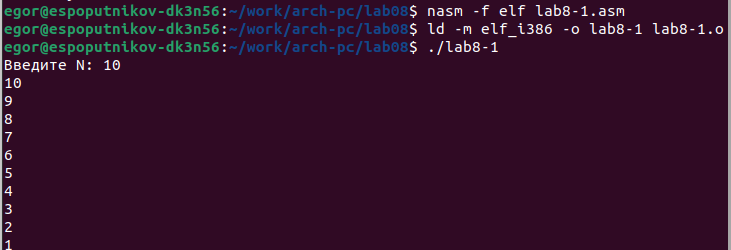 egor@espoputnikov-dk3n56:~/work/arch-pc/lab08$ nasm -f elf lab8-1.asm
egor@espoputnikov-dk3n56:~/work/arch-pc/lab08$ ld -m elf_i386 -o lab8-1 lab8-1.o
egor@espoputnikov-dk3n56:~/work/arch-pc/lab08$ ./lab8-1
Введите N: 10
10
9
8
7
6
5
4
3
2
1